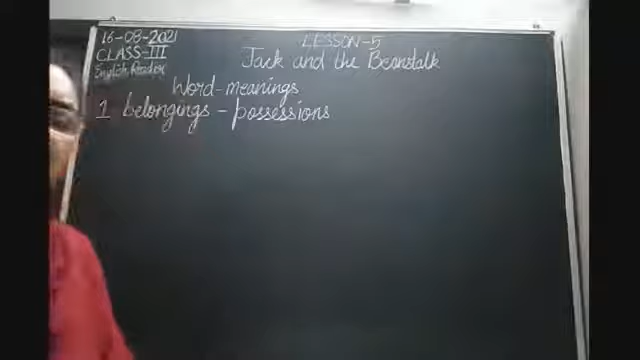 16-08-2021
CLASS-III
English Reader
LESSON-5
Jack and the Beanstalk
Word-meanings
1 belongings - possessions